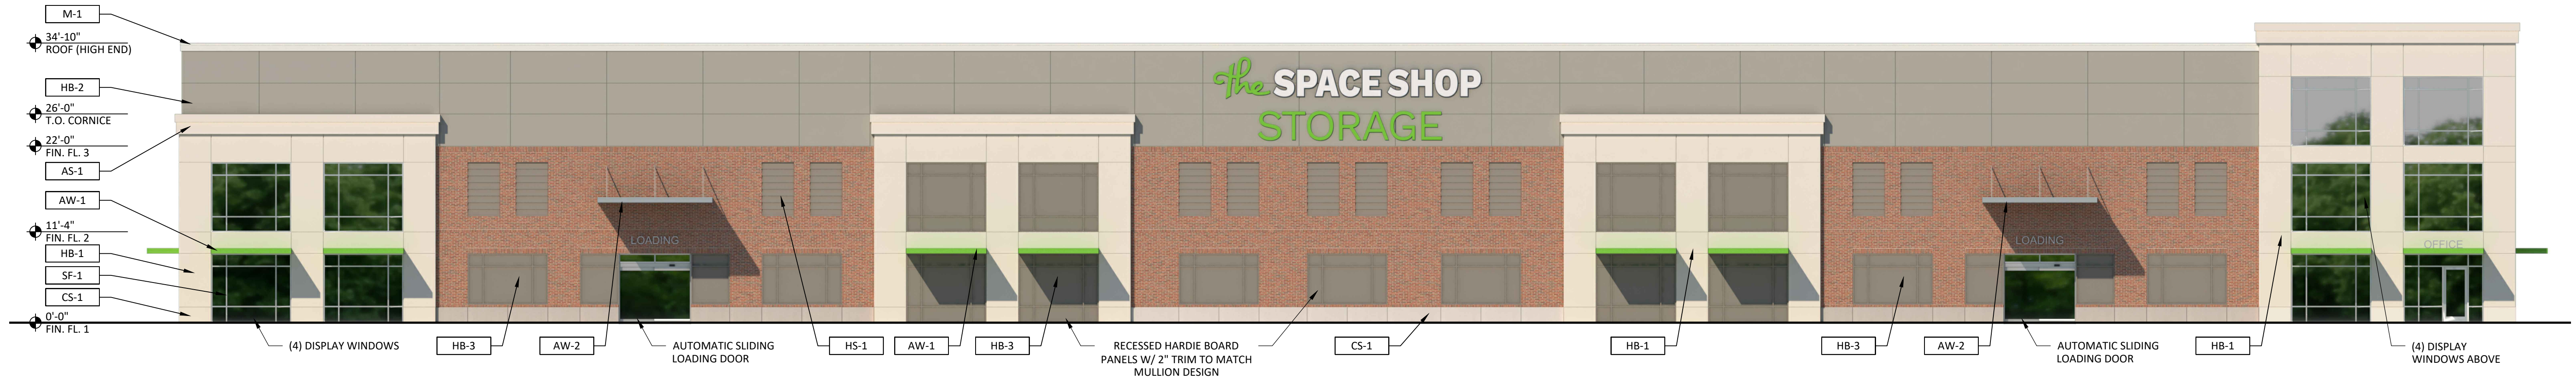 M-1
34'-10"
ROOF (HIGH END)
HB-2
26'-0"
T.O. CORNICE
22'-0"
FIN. FL. 3
AS-1
AW-1
11'-4"
FIN. FL. 2
HB-1
SF-1
CS-1
0'-0"
FIN. FL. 1
the SPACE SHOP
STORAGE
LOADING
LOADING
OFFICE
(4) DISPLAY WINDOWS
HB-3
AW-2
AUTOMATIC SLIDING
LOADING DOOR
HS-1
AW-1
HB-3
RECESSED HARDIE BOARD
PANELS W/ 2" TRIM TO MATCH
MULLION DESIGN
CS-1
HB-1
HB-3
AW-2
AUTOMATIC SLIDING
LOADING DOOR
HB-1
(4) DISPLAY
WINDOWS ABOVE